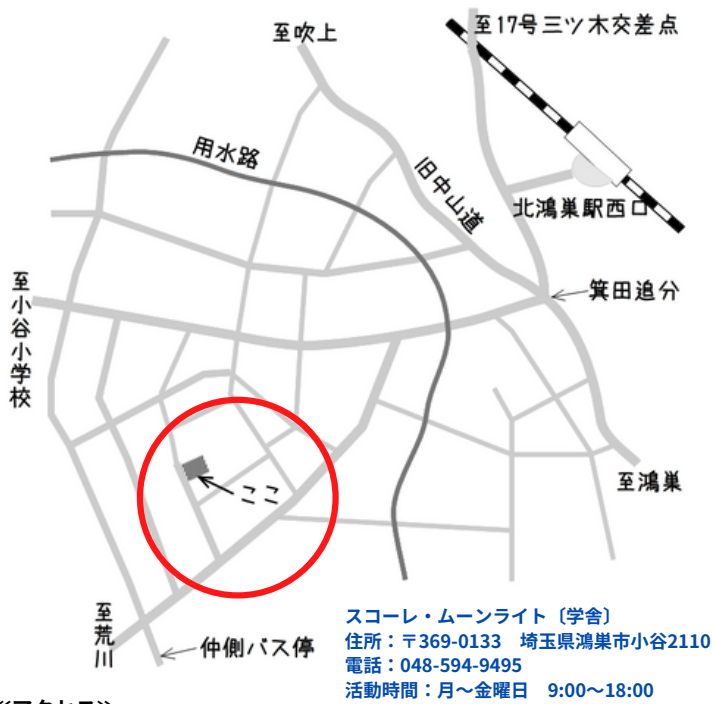 至吹上
至17号三ツ木交差点
用水路
旧中山道
北鴻巣駅西口
箕田追分
至小谷小学校
ここ
至鴻巣
至荒川
仲側バス停
スコーレ・ムーンライト〔学舎〕
住所：〒369-0133　埼玉県鴻巣市小谷2110
電話：048-594-9495
活動時間：月～金曜日　9:00～18:00